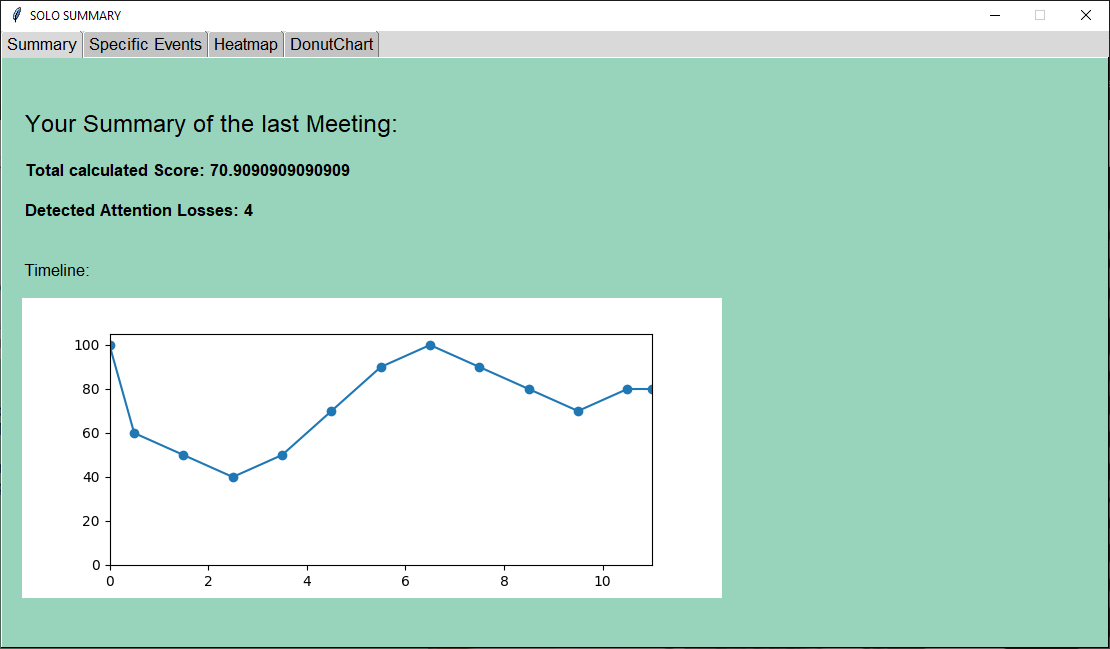 SOLO SUMMARY
Summary Specific Events Heatmap DonutChart
Your Summary of the last Meeting:
Total calculated Score: 70.9090909090909
Detected Attention Losses: 4
Timeline:
100
80
60
40
20
0
0 2 4 6 8 10